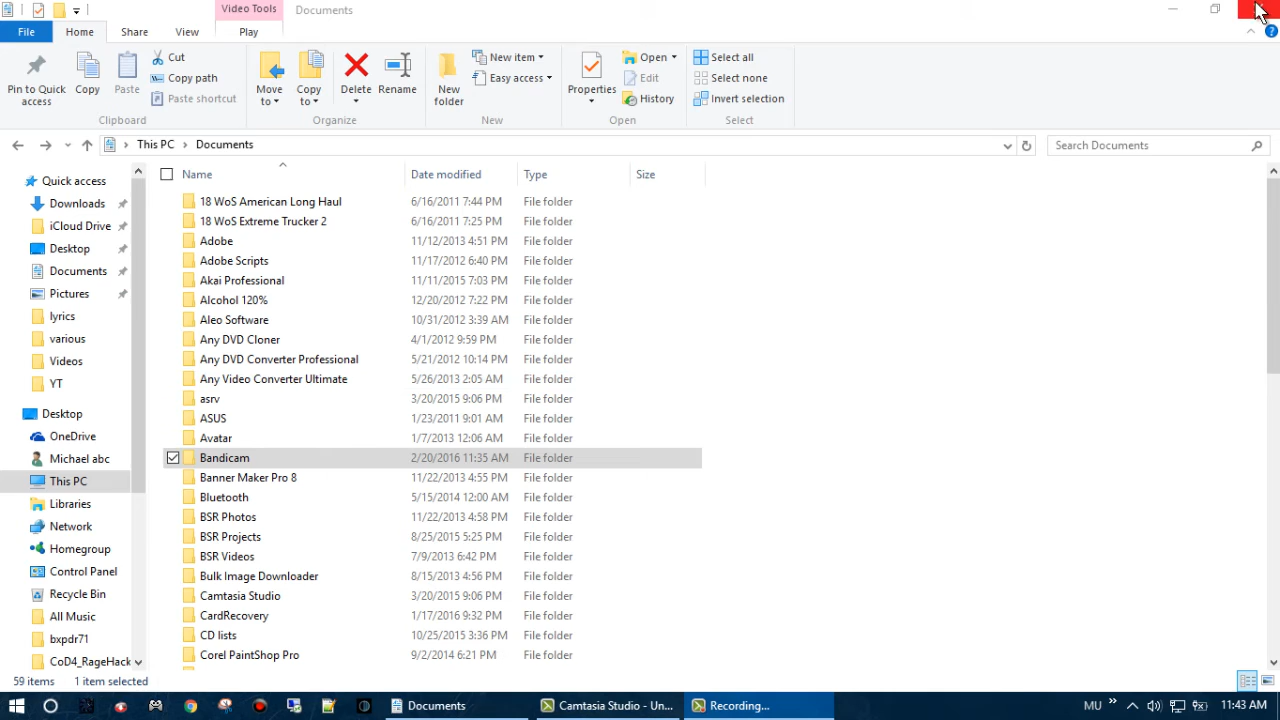 Video Tools Documents
File Home Share View Play
Pin to Quick access Copy Paste Cut Copy path Paste shortcut Move to Copy to Delete Rename New folder New item Easy access Properties Open Edit History Select all Select none Invert selection
Clipboard Organize New Open Select
This PC Documents Search Documents
Name Date modified Type Size
Quick access
Downloads
iCloud Drive
Desktop
Documents
Pictures
lyrics
various
Videos
YT
Desktop
OneDrive
Michael abc
This PC
Libraries
Network
Homegroup
Control Panel
Recycle Bin
All Music
bxpdr71
CoD4_RageHack
18 WoS American Long Haul 6/16/2011 7:44 PM File folder
18 WoS Extreme Trucker 2 6/16/2011 7:25 PM File folder
Adobe 11/12/2013 4:51 PM File folder
Adobe Scripts 11/17/2012 6:40 PM File folder
Akai Professional 11/11/2015 7:03 PM File folder
Alcohol 120% 12/20/2012 7:22 PM File folder
Aleo Software 10/31/2012 3:39 AM File folder
Any DVD Cloner 4/1/2012 9:59 PM File folder
Any DVD Converter Professional 5/21/2012 10:14 PM File folder
Any Video Converter Ultimate 5/26/2013 2:05 AM File folder
asrv 3/20/2015 9:06 PM File folder
ASUS 1/23/2011 9:01 AM File folder
Avatar 1/7/2013 12:06 AM File folder
Bandicam 2/20/2016 11:35 AM File folder
Banner Maker Pro 8 11/22/2013 4:55 PM File folder
Bluetooth 5/15/2014 12:00 AM File folder
BSR Photos 11/22/2013 4:58 PM File folder
BSR Projects 8/25/2015 5:25 PM File folder
BSR Videos 7/9/2013 6:42 PM File folder
Bulk Image Downloader 8/15/2013 4:56 PM File folder
Camtasia Studio 3/20/2015 9:06 PM File folder
CardRecovery 1/17/2016 9:32 PM File folder
CD lists 10/25/2015 3:36 PM File folder
Corel PaintShop Pro 9/2/2014 6:21 PM File folder
59 items 1 item selected
Documents Camtasia Studio - Un... Recording... MU » 11:43 AM